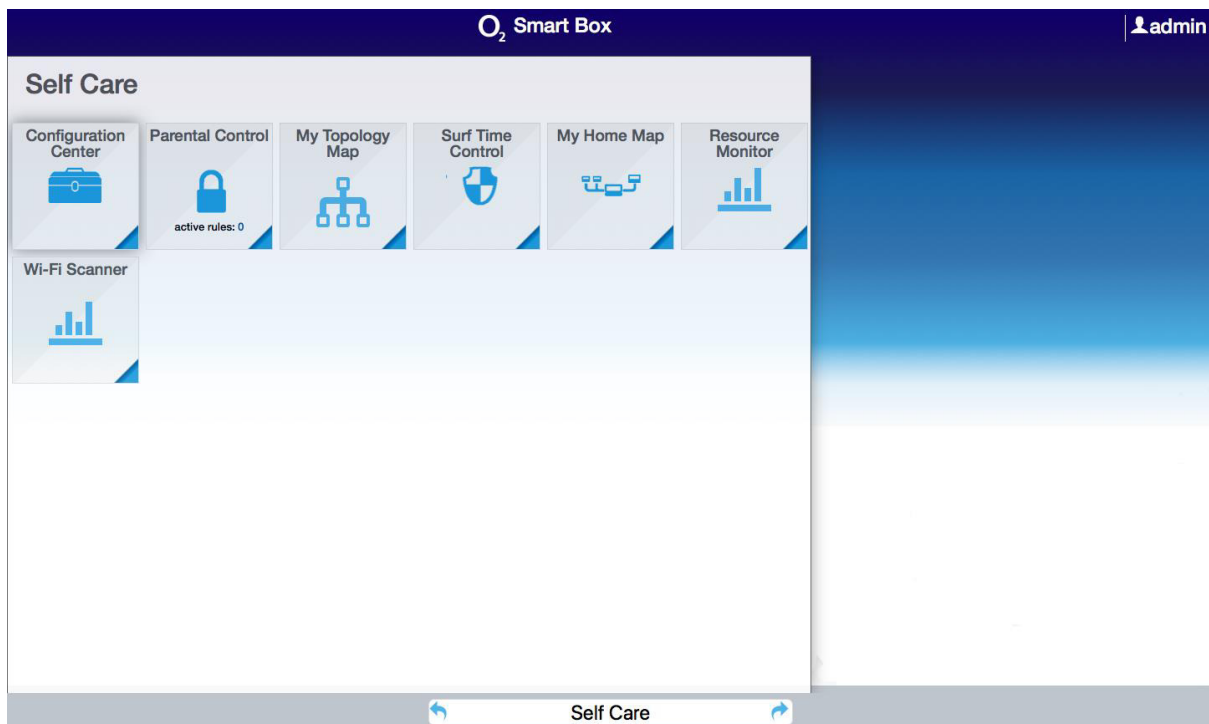 O2 Smart Box
admin
Self Care
Configuration
Center
Parental Control
active rules: 0
My Topology
Map
Surf Time
Control
My Home Map
Resource
Monitor
Wi-Fi Scanner
Self Care